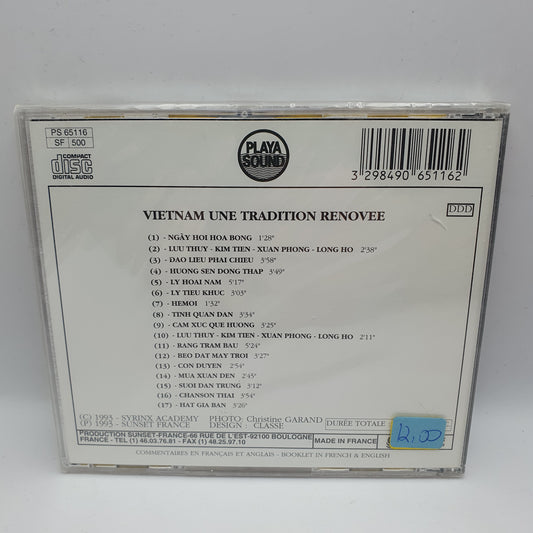 PS 65116
SF 500
COMPACT
disc
DIGITAL AUDIO
PLAYA
SOUND
3 298490 651162
VIETNAM UNE TRADITION RENOVEE
DDD
(1) - NGÀY HOI HOA BONG 1'28"
(2) - LUU THUY - KIM TIEN - XUAN PHONG - LONG HO 2'38"
(3) - DAO LIEU PHAI CHIEU 3'58"
(4) - HUONG SEN DONG THAP 3'49"
(5) - LY HOAI NAM 5'17"
(6) - LY TIEU KHUC 3'03"
(7) - HEMOI 1'32"
(8) - TINH QUAN DAN 3'34"
(9) - CAM XUC QUE HUONG 3'25"
(10) - LUU THUY - KIM TIEN - XUAN PHONG - LONG HO 2'11"
(11) - RANG TRAM BAU 5'24"
(12) - BEO DAT MAY TROI 3'27"
(13) - CON DUYEN 5'54"
(14) - MUA XUAN DEN 2'45"
(15) - SUOI DAN TRUNG 3'12"
(16) - CHANSON THAI 3'54"
(17) - HAT GIA BAN 3'26"
(C) 1993 - SYRINX ACADEMY PHOTO: Christine GARAND
(P) 1993 - SUNSET FRANCE DESIGN : CLASSE
DURÉE TOTALE
12,00
PRODUCTION SUNSET-FRANCE-66 RUE DE L'EST-92100 BOULOGNE
FRANCE - TEL (1) 46.03.76.81 - FAX (1) 48.25.97.10
MADE IN FRANCE
COMMENTAIRES EN FRANÇAIS ET ANGLAIS - BOOKLET IN FRENCH & ENGLISH